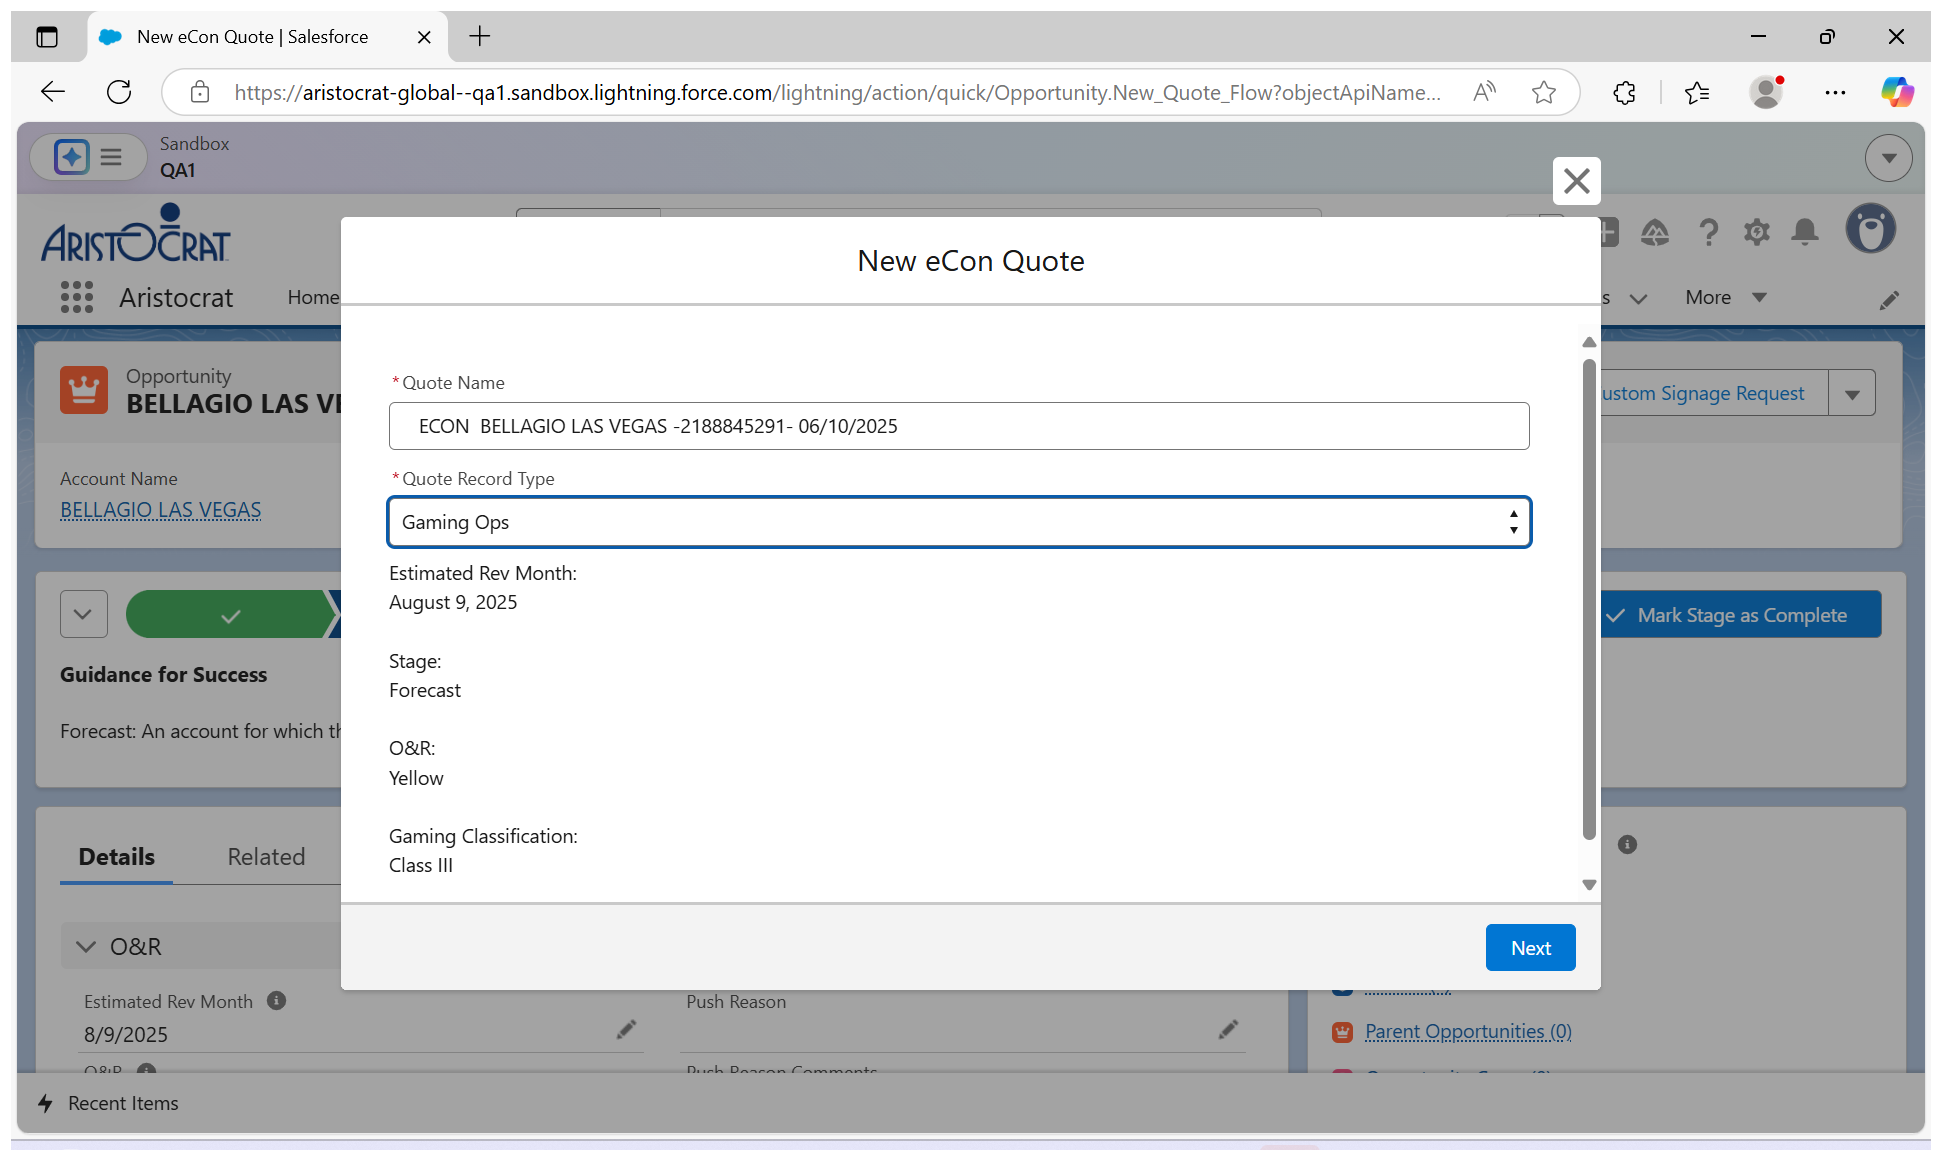 New eCon Quote | Salesforce
https://aristocrat-global--qa1.sandbox.lightning.force.com/lightning/action/quick/Opportunity.New_Quote_Flow?objectApiName...
Sandbox
QA1
ARISTOCRAT
Aristocrat
Home
More
New eCon Quote
Opportunity
BELLAGIO LAS
Custom Signage Request
*Quote Name
ECON  BELLAGIO LAS VEGAS -2188845291- 06/10/2025
Account Name
BELLAGIO LAS VEGAS
*Quote Record Type
Gaming Ops
Estimated Rev Month:
August 9, 2025
Mark Stage as Complete
Stage:
Forecast
Guidance for Success
Forecast: An account for which
O&R:
Yellow
Gaming Classification:
Class III
Details
Related
O&R
Next
Estimated Rev Month
8/9/2025
Push Reason
Parent Opportunities (0)
O&R
Push Reason Comments
Recent Items